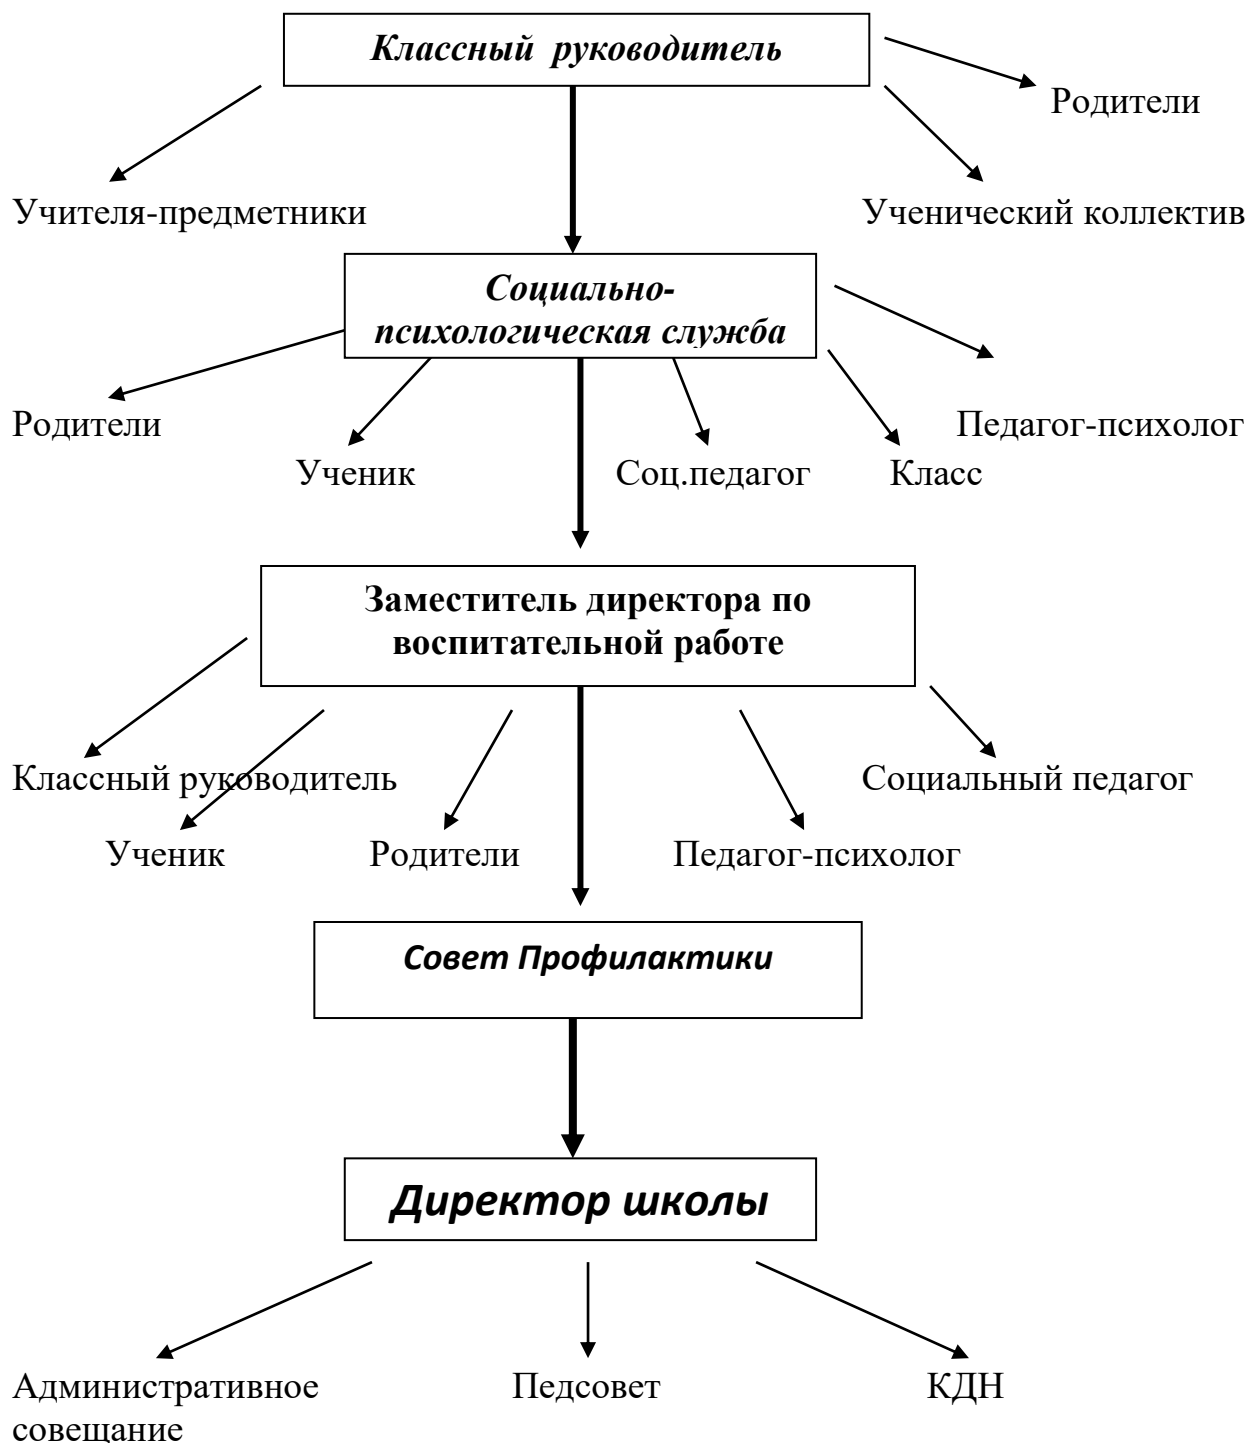 Классный руководитель
Родители
Учителя-предметники
Ученический коллектив
Социально-
психологическая служба
Родители
Педагог-психолог
Ученик
Соц.педагог
Класс
Заместитель директора по
воспитательной работе
Классный руководитель
Социальный педагог
Ученик
Родители
Педагог-психолог
Совет Профилактики
Директор школы
Административное
совещание
Педсовет
КДН